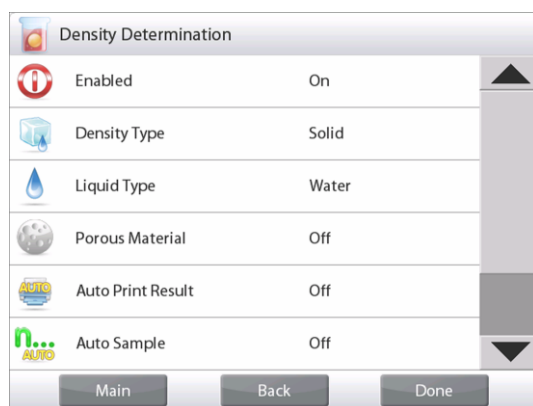 Density Determination
Enabled On
Density Type Solid
Liquid Type Water
Porous Material Off
AUTO
Auto Print Result Off
n...
AUTO
Auto Sample Off
Main Back Done